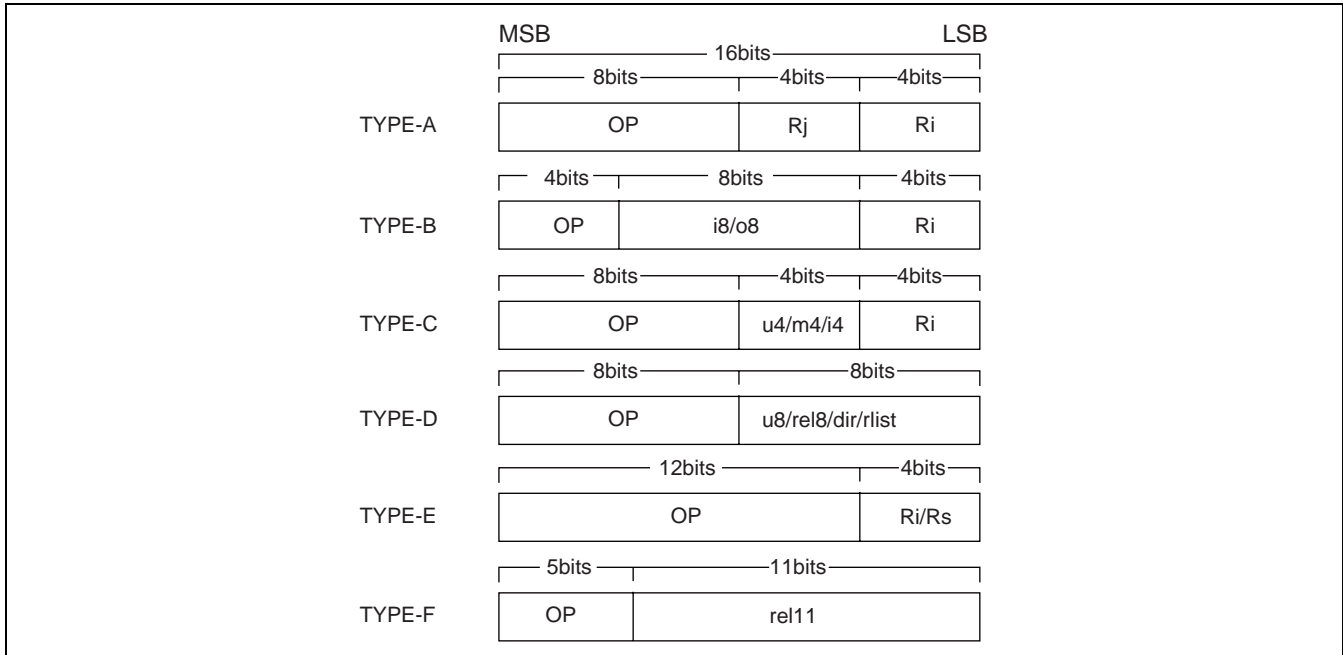 MSB LSB
16bits
8bits 4bits 4bits
TYPE-A OP Rj Ri
4bits 8bits 4bits
TYPE-B OP i8/o8 Ri
8bits 4bits 4bits
TYPE-C OP u4/m4/i4 Ri
8bits 8bits
TYPE-D OP u8/rel8/dir/rlist
12bits 4bits
TYPE-E OP Ri/Rs
5bits 11bits
TYPE-F OP rel11